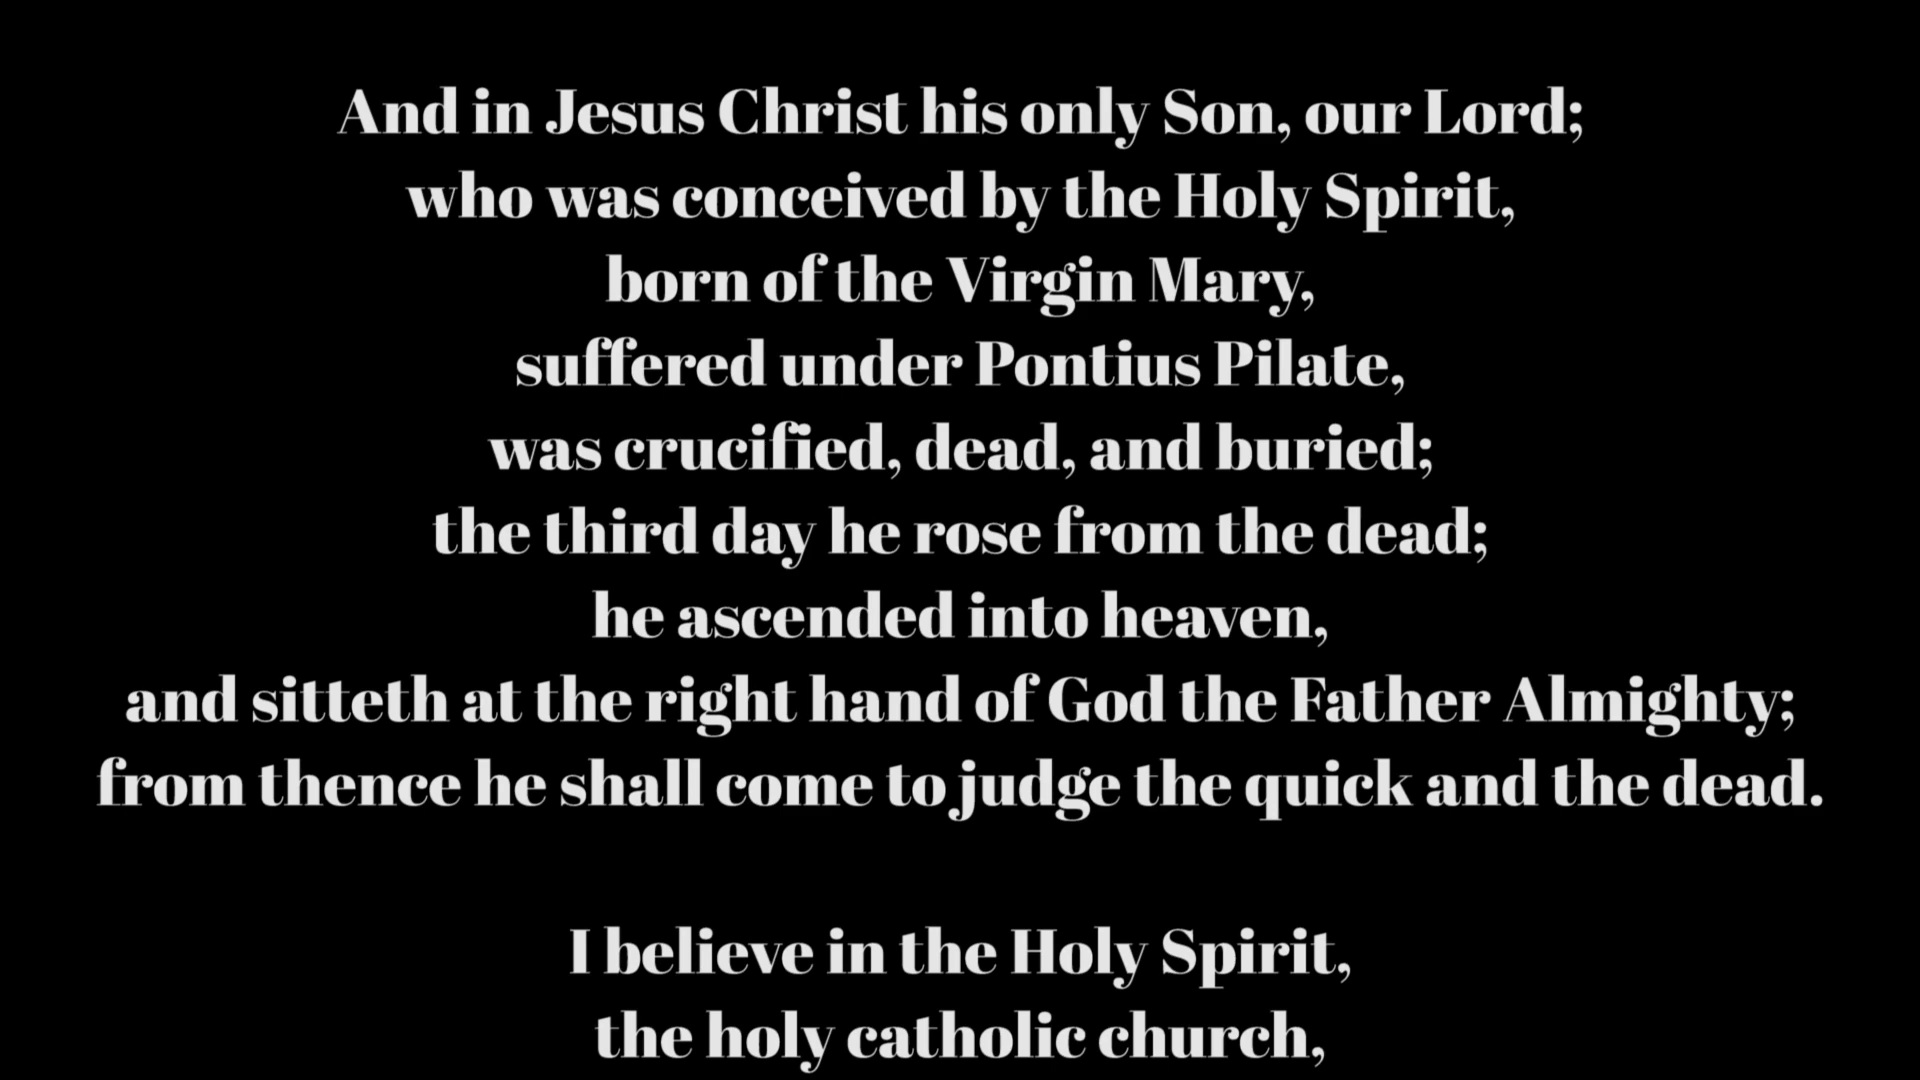 And in Jesus Christ his only Son, our Lord;
who was conceived by the Holy Spirit,
born of the Virgin Mary,
suffered under Pontius Pilate,
was crucified, dead, and buried;
the third day he rose from the dead;
he ascended into heaven,
and sitteth at the right hand of God the Father Almighty;
from thence he shall come to judge the quick and the dead.
I believe in the Holy Spirit,
the holy catholic church,